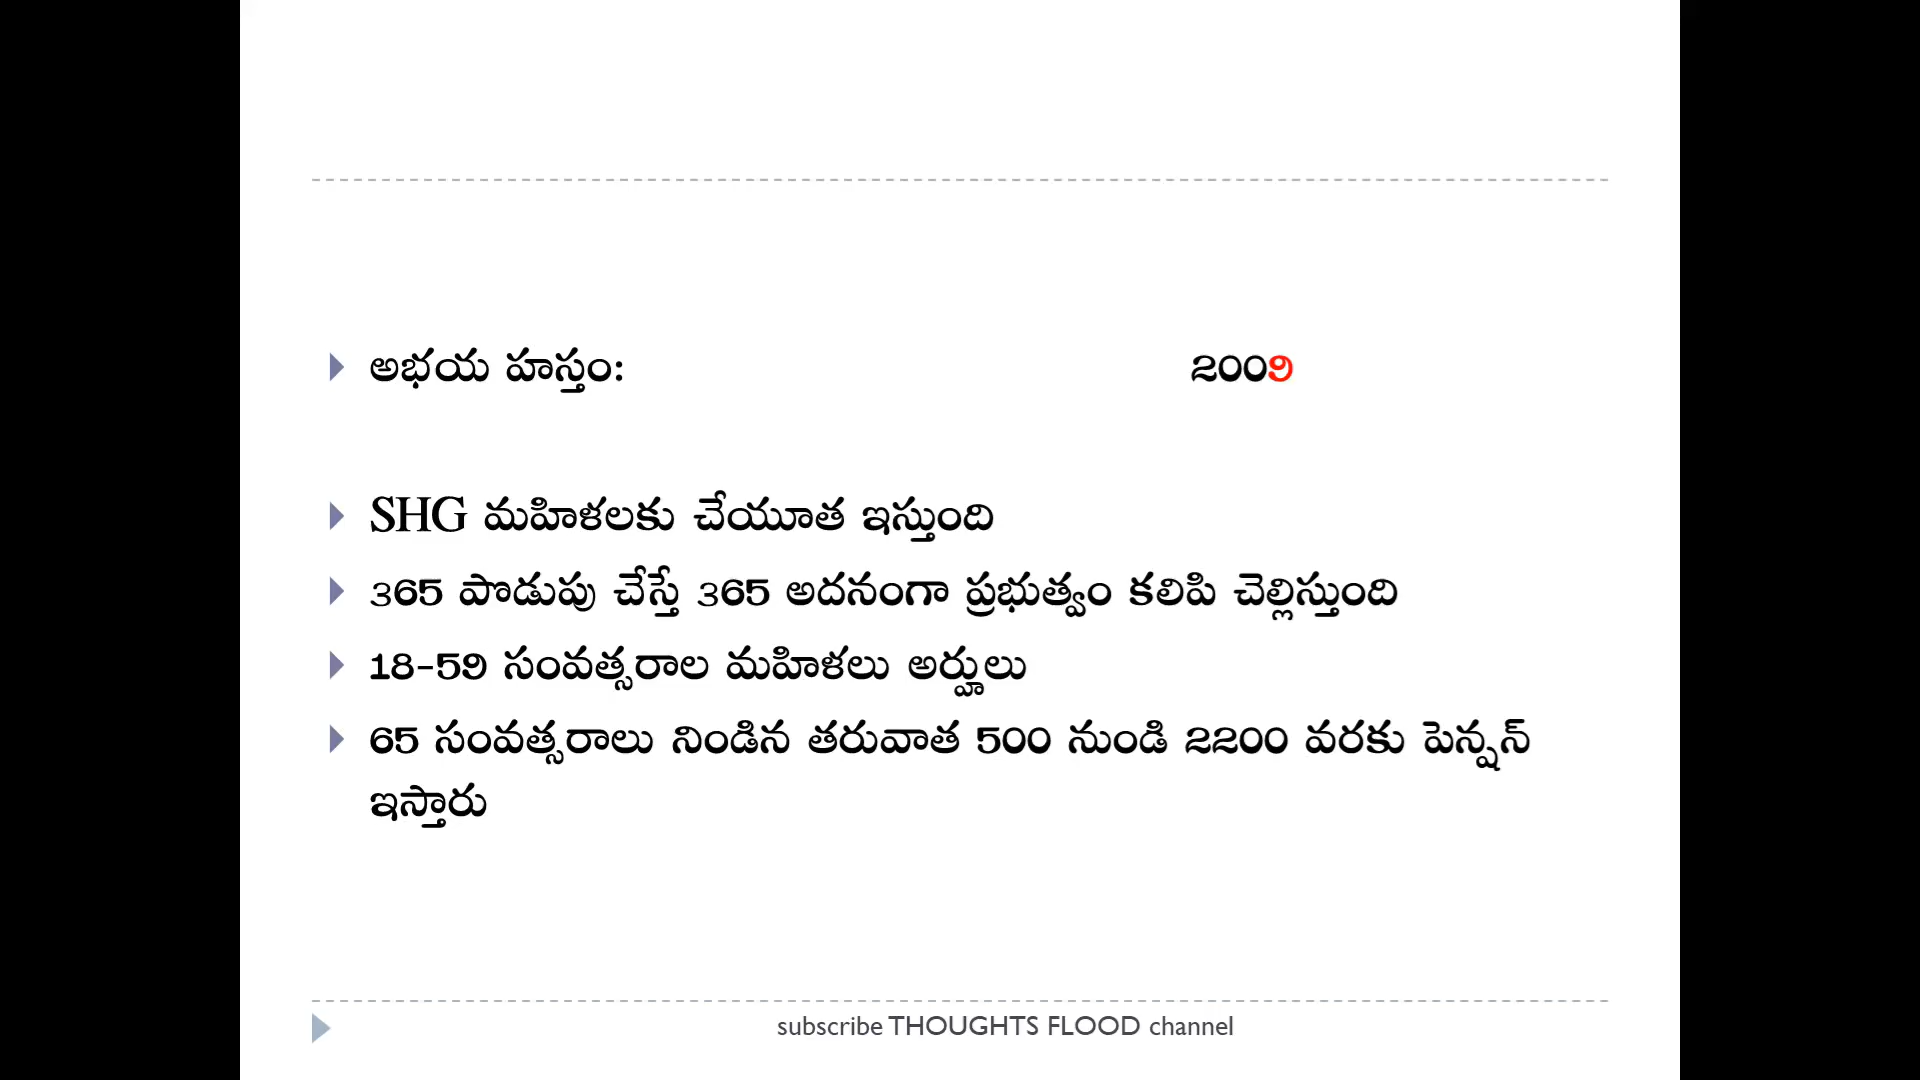 అభయ హస్తం: 2009
SHG మహిళలకు చేయూత ఇస్తుంది
365 పొడుపు చేస్తే 365 అదనంగా ప్రభుత్వం కలిపి చెల్లిస్తుంది
18-59 సంవత్సరాల మహిళలు అర్హులు
65 సంవత్సరాలు నిండిన తరువాత 500 నుండి 2200 వరకు పెన్షన్
ఇస్తారు
subscribe THOUGHTS FLOOD channel